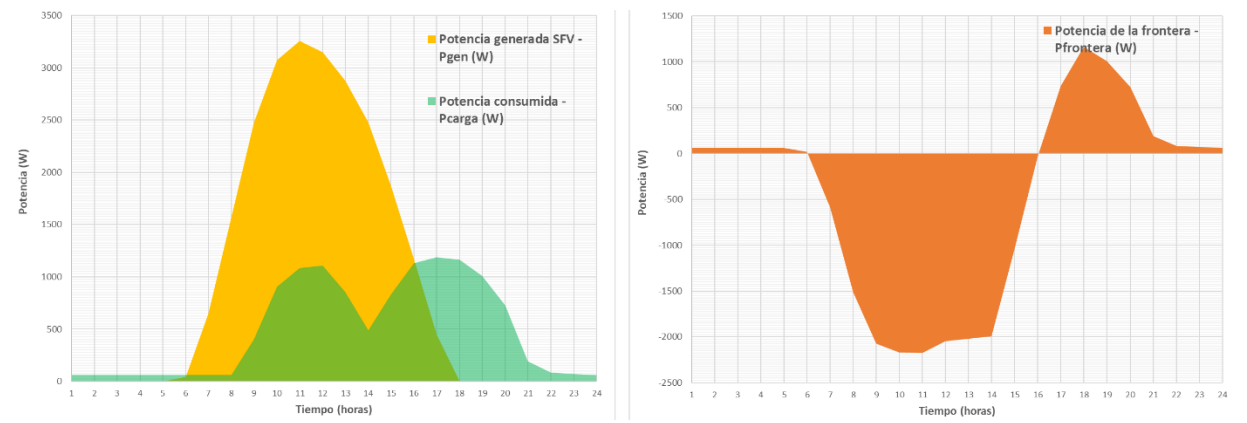 3500
3000
2500
2000
1500
1000
500
0
Potencia (W)
Potencia generada SFV -
Pgen (W)
Potencia consumida -
Pcarga (W)
1 2 3 4 5 6 7 8 9 10 11 12 13 14 15 16 17 18 19 20 21 22 23 24
Tiempo (horas)
1500
1000
500
0
-500
-1000
-1500
-2000
-2500
Potencia (W)
Potencia de la frontera -
Pfrontera (W)
1 2 3 4 5 6 7 8 9 10 11 12 13 14 15 16 17 18 19 20 21 22 23 24
Tiempo (horas)